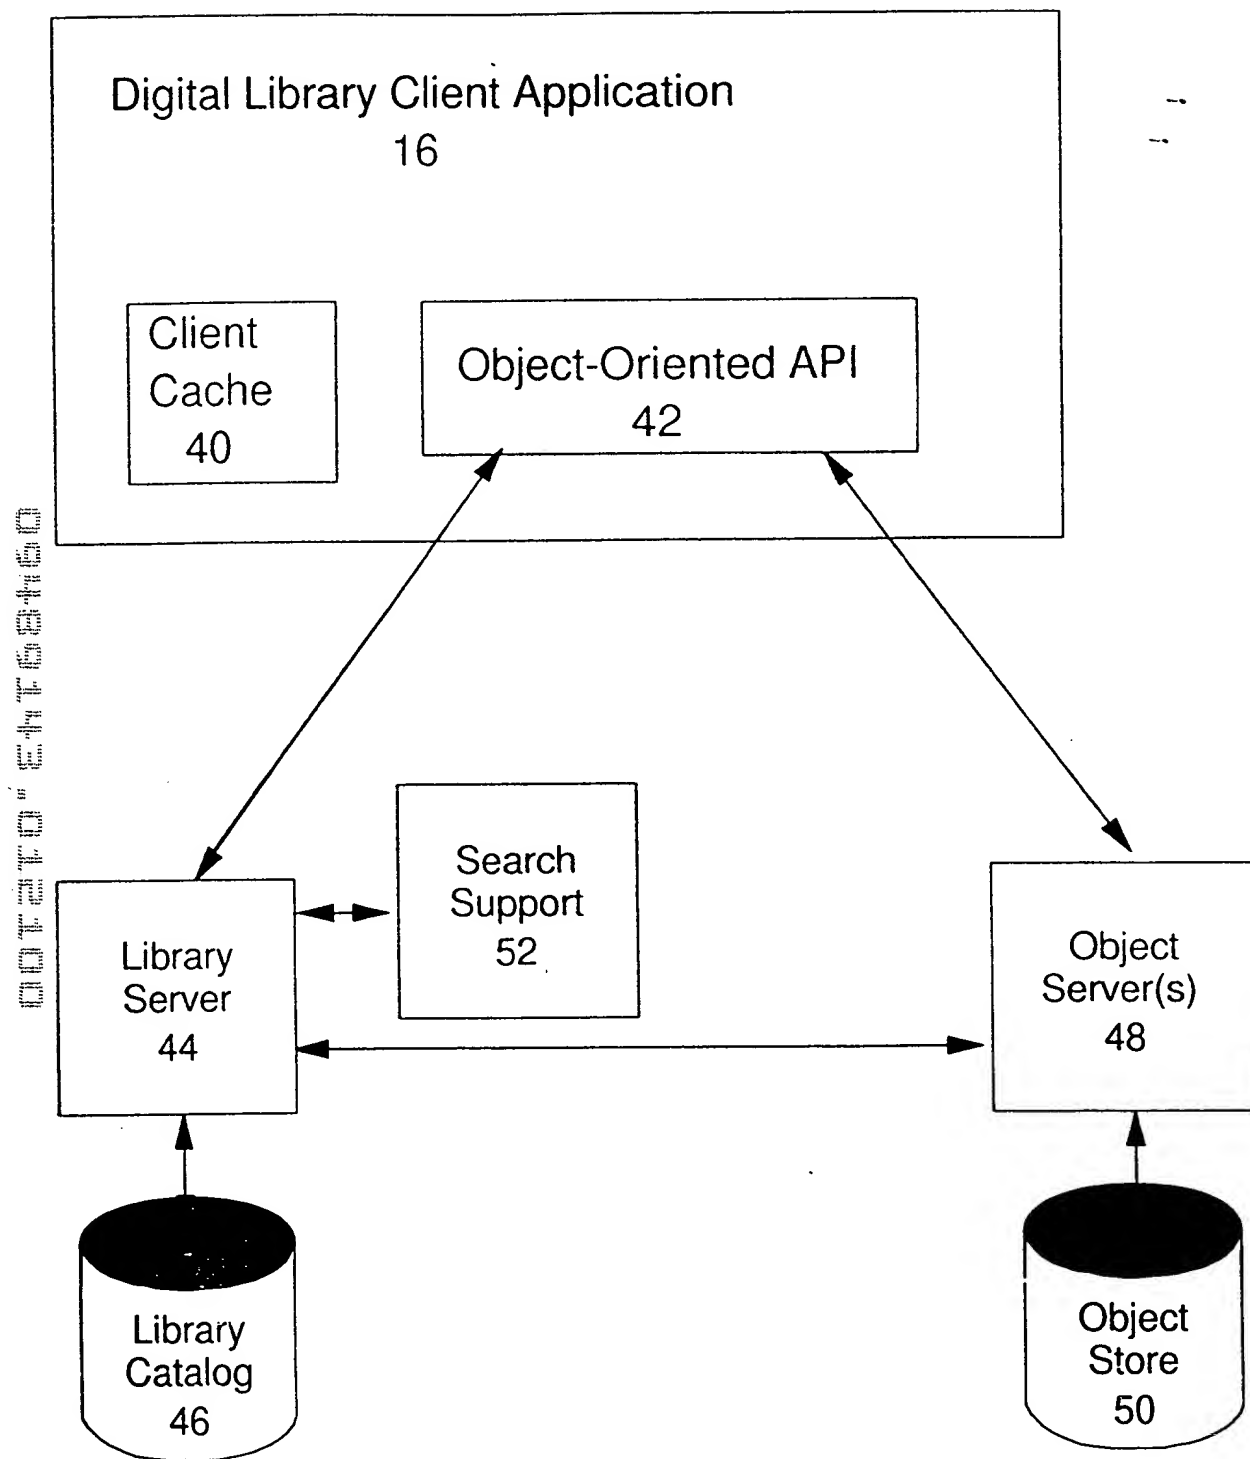 Digital Library Client Application
16
Client
Cache
40
Object-Oriented API
42
Search
Support
52
Library
Server
44
Object
Server(s)
48
Library
Catalog
46
Object
Store
50